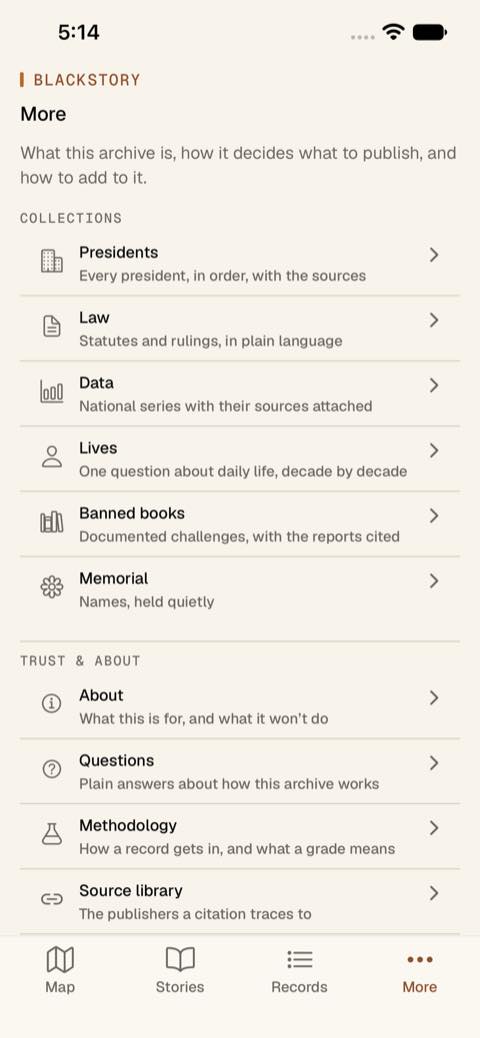 5:14
BLACKSTORY
More
What this archive is, how it decides what to publish, and
how to add to it.
COLLECTIONS
Presidents
Every president, in order, with the sources
Law
Statutes and rulings, in plain language
Data
National series with their sources attached
Lives
One question about daily life, decade by decade
Banned books
Documented challenges, with the reports cited
Memorial
Names, held quietly
TRUST & ABOUT
About
What this is for, and what it won't do
Questions
Plain answers about how this archive works
Methodology
How a record gets in, and what a grade means
Source library
The publishers a citation traces to
Map
Stories
Records
More